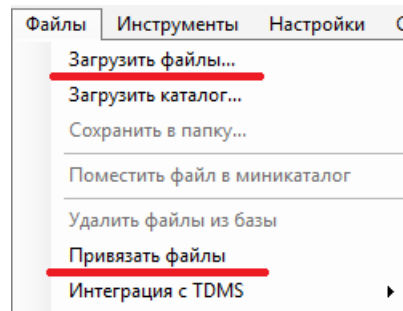 Файлы Инструменты Настройки
Загрузить файлы...
Загрузить каталог...
Сохранить в папку...
Поместить файл в миникаталог
Удалить файлы из базы
Привязать файлы
Интеграция с TDMS